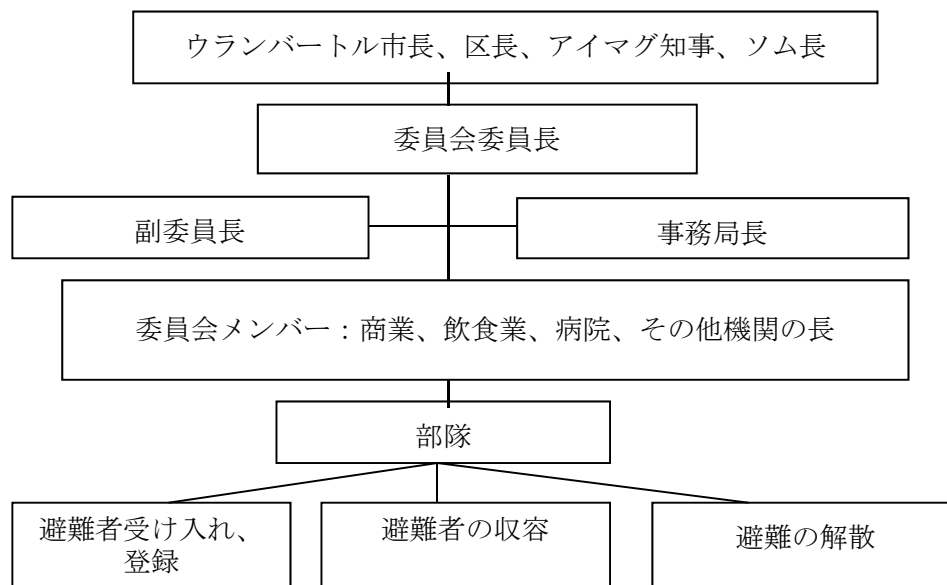 ウランバートル市長、区長、アイマグ知事、ソム長
委員会委員長
副委員長
事務局長
委員会メンバー：商業、飲食業、病院、その他機関の長
部隊
避難者受け入れ、
登録
避難者の収容
避難の解散